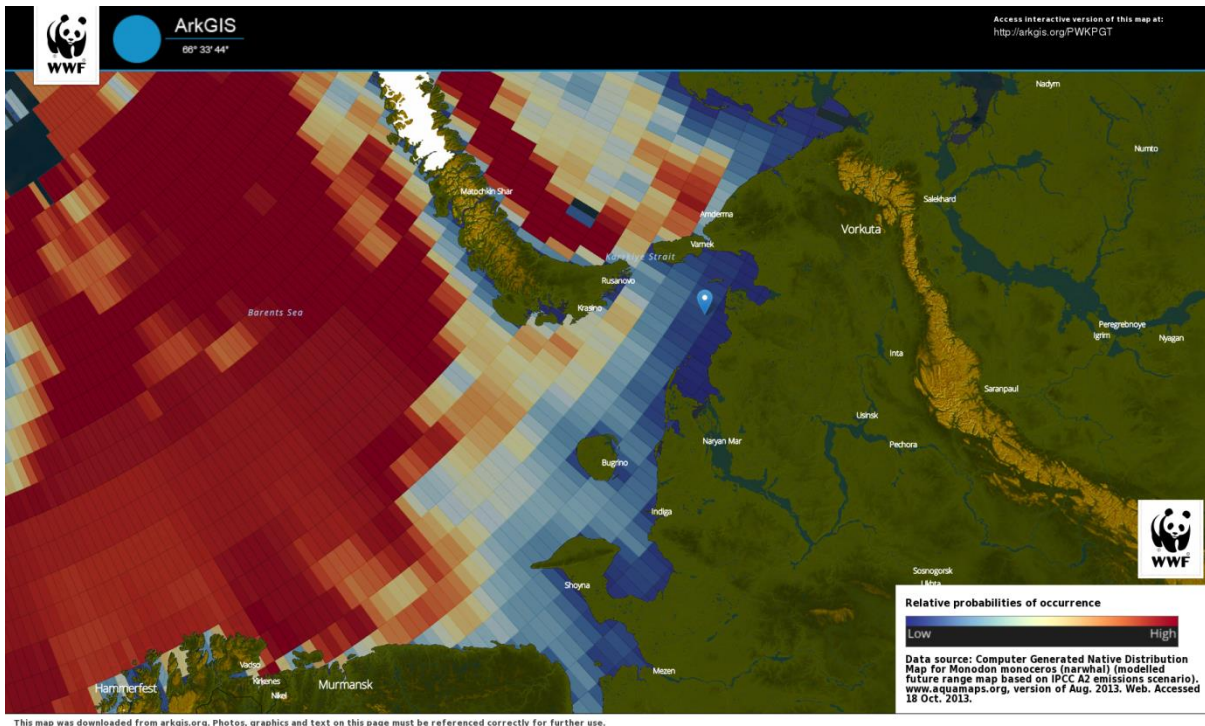 WWF
ArkGIS
66° 33' 44"
Access interactive version of this map at:
http://arkgis.org/PWKPGT
Nadym
Numto
Matochkin Shar
Salekhard
Amderma
Vorkuta
Varnek
Karskiye Strait
Rusanovo
Krasino
Barents Sea
Peregrebnoye
Igrim
Nyagan
Inta
Saranpaul
Usinsk
Naryan Mar
Pechora
Bugrino
Indiga
WWF
Sosnogorsk
Ukhta
Shoyna
Relative probabilities of occurrence
Low
High
Data source: Computer Generated Native Distribution
Map for Monodon monoceros (narwhal) (modelled
future range map based on IPCC A2 emissions scenario).
www.aquamaps.org, version of Aug. 2013. Web. Accessed
18 Oct. 2013.
Vadso
Mezen
Kirkenes
Hammerfest
Murmansk
Nikel
This map was downloaded from arkgis.org. Photos, graphics and text on this page must be referenced correctly for further use.